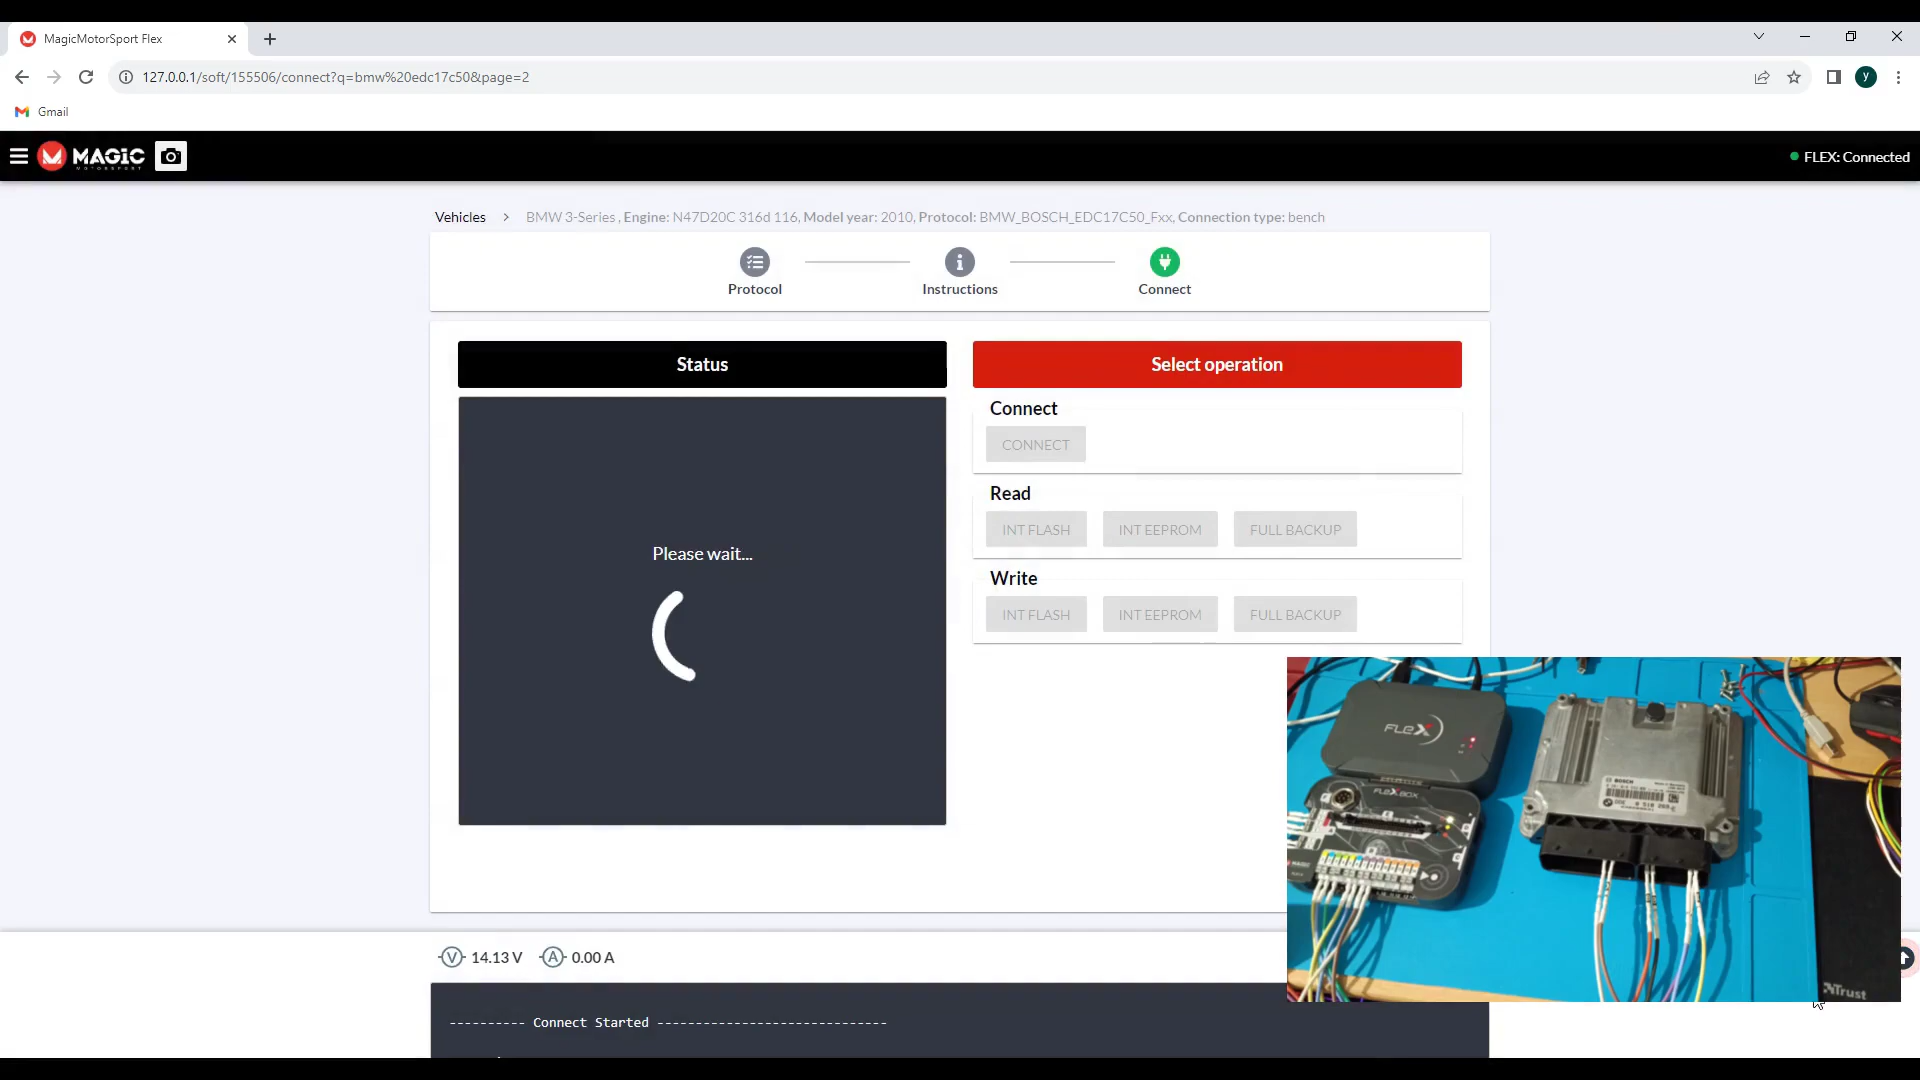 MagicMotorSport Flex
127.0.0.1/soft/155506/connect?q=bmw%20edc17c50&page=2
y
Gmail
MAGIC
MOTORSPORT
FLEX: Connected
Vehicles > BMW 3-Series , Engine: N47D20C 316d 116, Model year: 2010, Protocol: BMW_BOSCH_EDC17C50_Fxx, Connection type: bench
Protocol
Instructions
Connect
Status
Select operation
Connect
CONNECT
Read
INT FLASH INT EEPROM FULL BACKUP
Write
INT FLASH INT EEPROM FULL BACKUP
Please wait...
FLEX
FLEXBOX
BOSCH
V 14.13 V A 0.00 A
Trust
---------- Connect Started ----------------------------